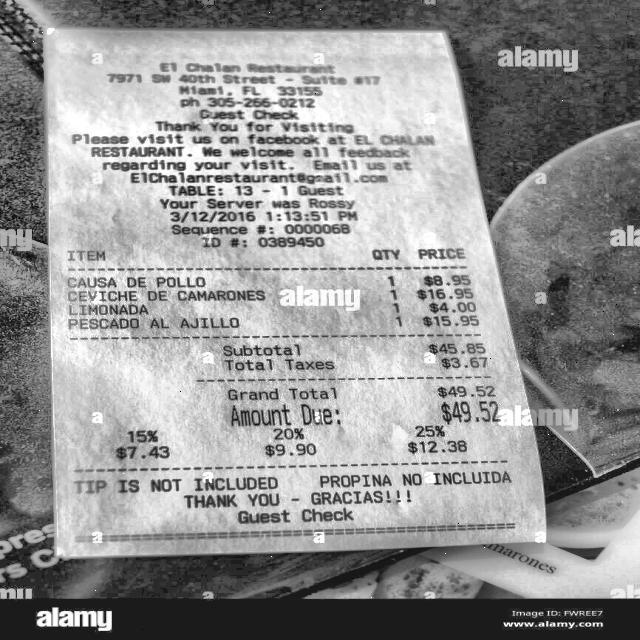 El Chalan Restaurant
7971 SW 40th Street - Suite #17
Miami, FL 33155
ph 305-266-0212
Guest Check
Thank You for Visiting
Please visit us on facebook at EL CHALAN
RESTAURANT. We welcome all feedback
regarding your visit. Email us at
ElChalanrestaurant@gmail.com
TABLE: 13 - 1 Guest
Your Server was Rossy
3/12/2016 1:13:51 PM
Sequence #: 0000068
ID #: 0389450
ITEM QTY PRICE
CAUSA DE POLLO 1 $8.95
CEVICHE DE CAMARONES 1 $16.95
LIMONADA 1 $4.00
PESCADO AL AJILLO 1 $15.95
Subtotal $45.85
Total Taxes $3.67
Grand Total $49.52
Amount Due: $49.52
15% 20% 25%
$7.43 $9.90 $12.38
TIP IS NOT INCLUDED PROPINA NO INCLUIDA
THANK YOU - GRACIAS!!!
Guest Check
alamy
alamy
alamy
alamy
Image ID: FWREE7
www.alamy.com